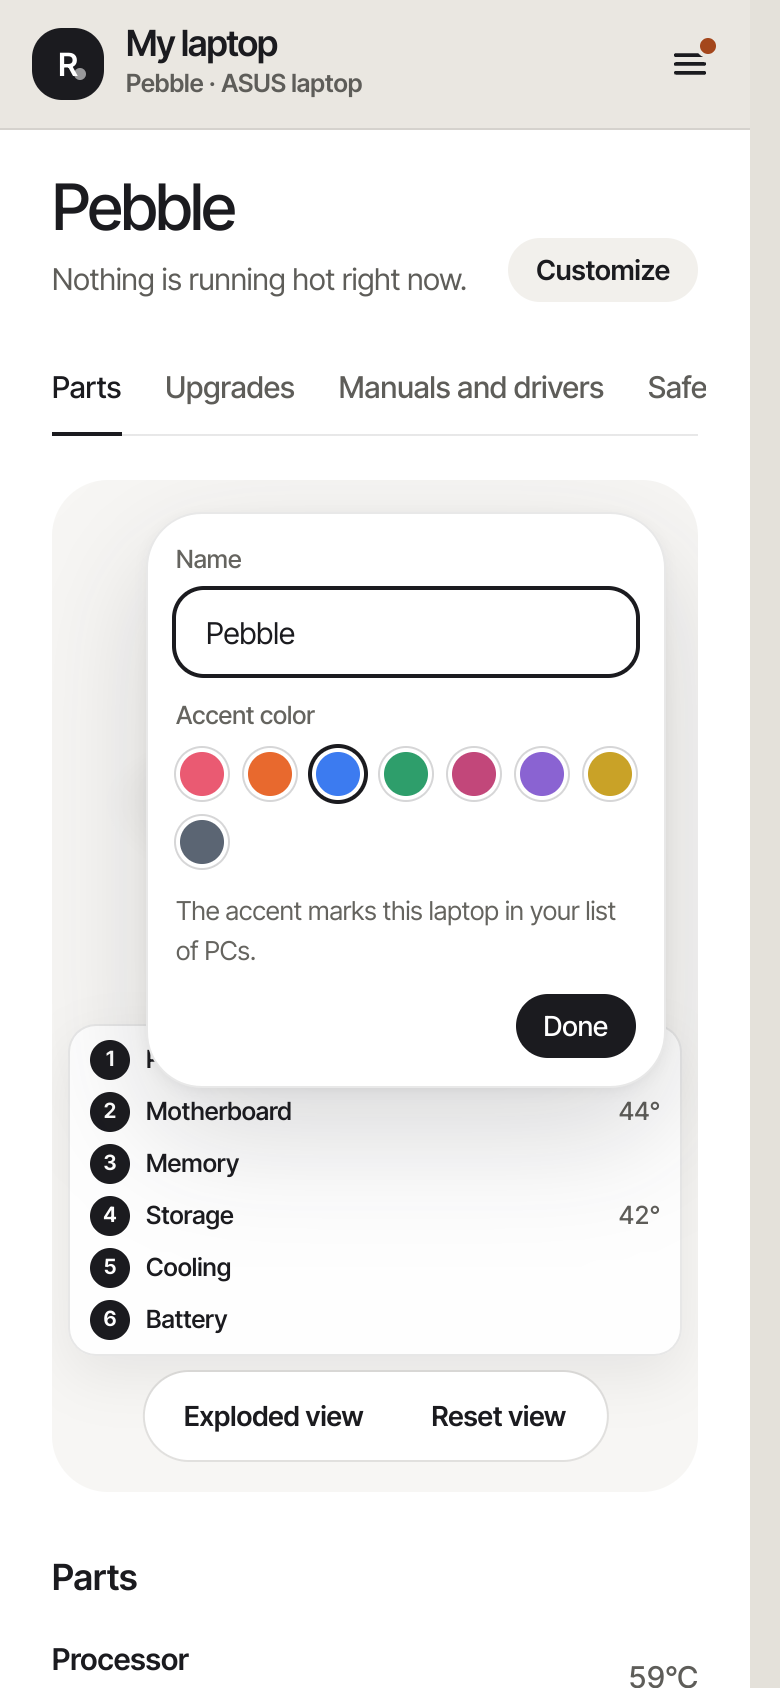 R
My laptop
Pebble · ASUS laptop
Pebble
Nothing is running hot right now.
Customize
Parts Upgrades Manuals and drivers Safe
Name
Pebble
Accent color
The accent marks this laptop in your list
of PCs.
Done
1
2 Motherboard 44°
3 Memory
4 Storage 42°
5 Cooling
6 Battery
Exploded view Reset view
Parts
Processor
59°C